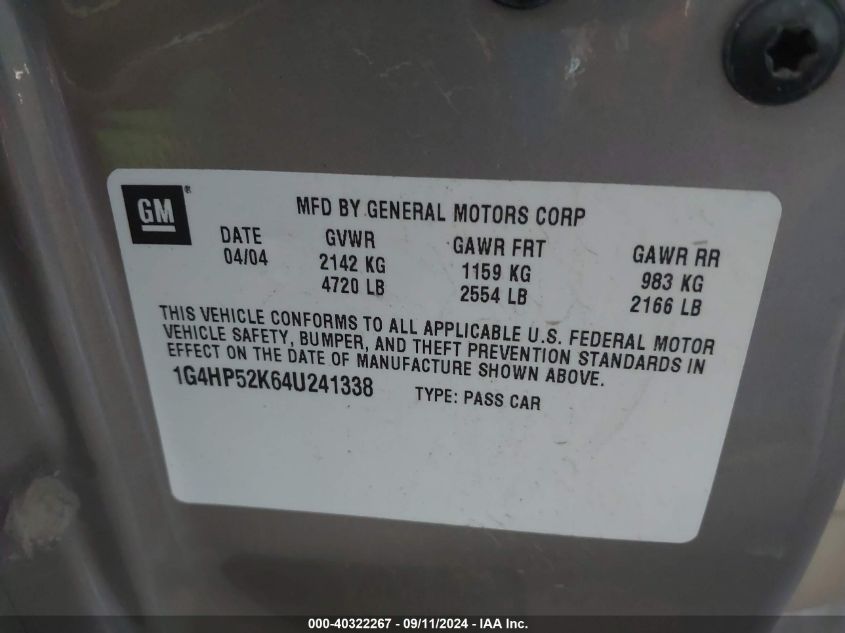 GM ®
MFD BY GENERAL MOTORS CORP
DATE GVWR GAWR FRT GAWR RR
04/04 2142 KG 1159 KG 983 KG
4720 LB 2554 LB 2166 LB
THIS VEHICLE CONFORMS TO ALL APPLICABLE U.S. FEDERAL MOTOR
VEHICLE SAFETY, BUMPER, AND THEFT PREVENTION STANDARDS IN
EFFECT ON THE DATE OF MANUFACTURE SHOWN ABOVE.
1G4HP52K64U241338 TYPE: PASS CAR
000-40322267 - 09/11/2024 - IAA Inc.